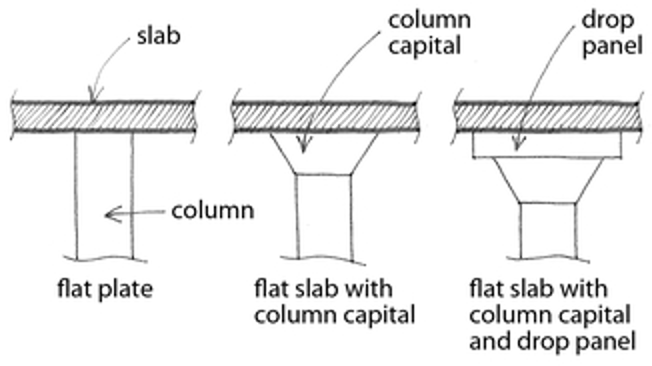 slab
column
capital
drop
panel
column
flat plate
flat slab with
column capital
flat slab with
column capital
and drop panel